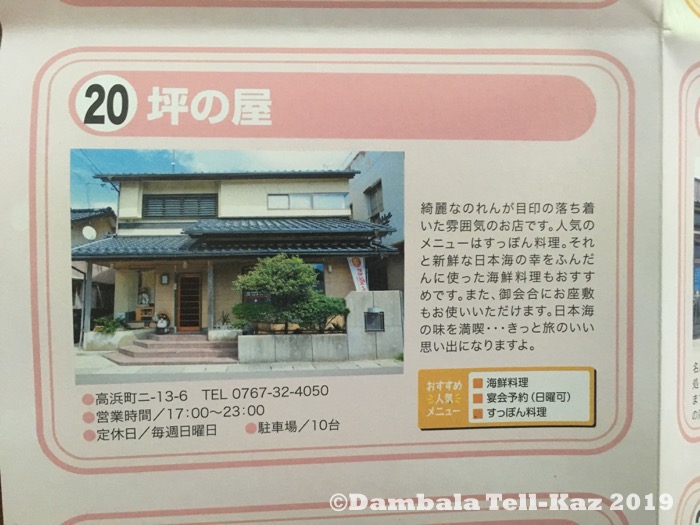 20 坪の屋
綺麗なのれんが目印の落ち着
いた雰囲気のお店です。人気の
メニューはすっぽん料理。それ
と新鮮な日本海の幸をふんだ
んに使った海鮮料理もおすす
めです。また、御会合にお座敷
もお使いいただけます。日本海
の味を満喫・・・きっと旅のいい
思い出になりますよ。
おすすめ
人気
メニュー
海鮮料理
宴会予約(日曜可)
すっぽん料理
●高浜町ニ-13-6 TEL 0767-32-4050
●営業時間／17：00〜23：00
●定休日／毎週日曜日 ●駐車場／10台
©Dambala Tell-Kaz 2019